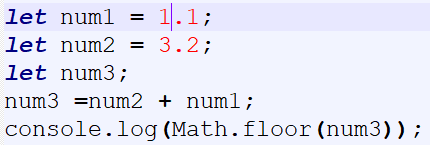 let num1 = 1.1;
let num2 = 3.2;
let num3;
num3 =num2 + num1;
console.log(Math.floor(num3));